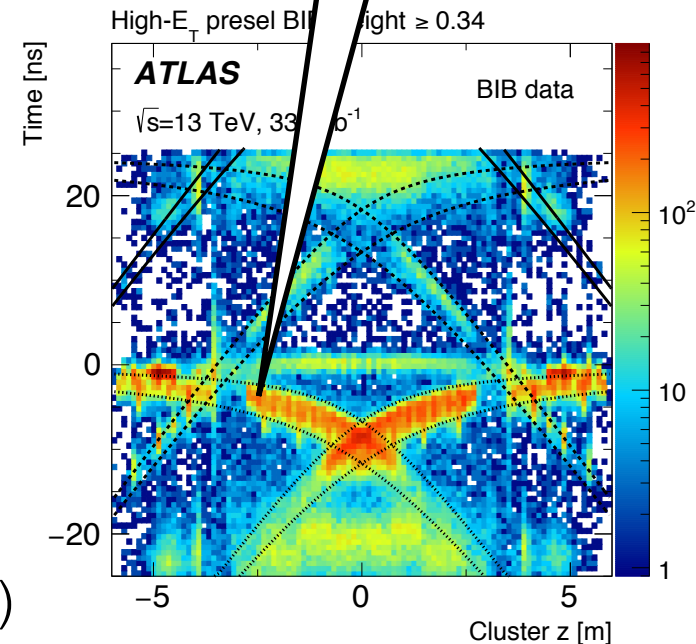 High-E_T presel BI ight ≥ 0.34
Time [ns]
ATLAS
BIB data
√s=13 TeV, 33 b⁻¹
20
0
−20
10²
10
1
−5 0 5
)
Cluster z [m]